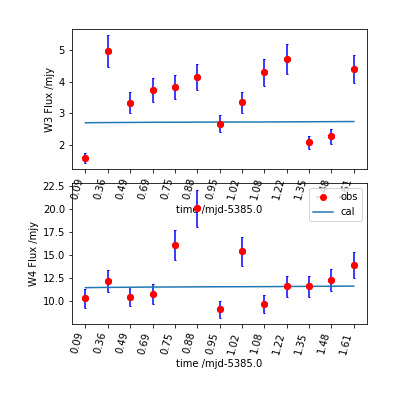 W3 Flux /mjy
5
4
3
2
0.09 0.36 0.49 0.69 0.75 0.88 0.95 1.02 1.08 1.22 1.35 1.48 1.61
time /mjd-5385.0
W4 Flux /mjy
22.5
20.0
17.5
15.0
12.5
10.0
obs
cal
0.09 0.36 0.49 0.69 0.75 0.88 0.95 1.02 1.08 1.22 1.35 1.48 1.61
time /mjd-5385.0